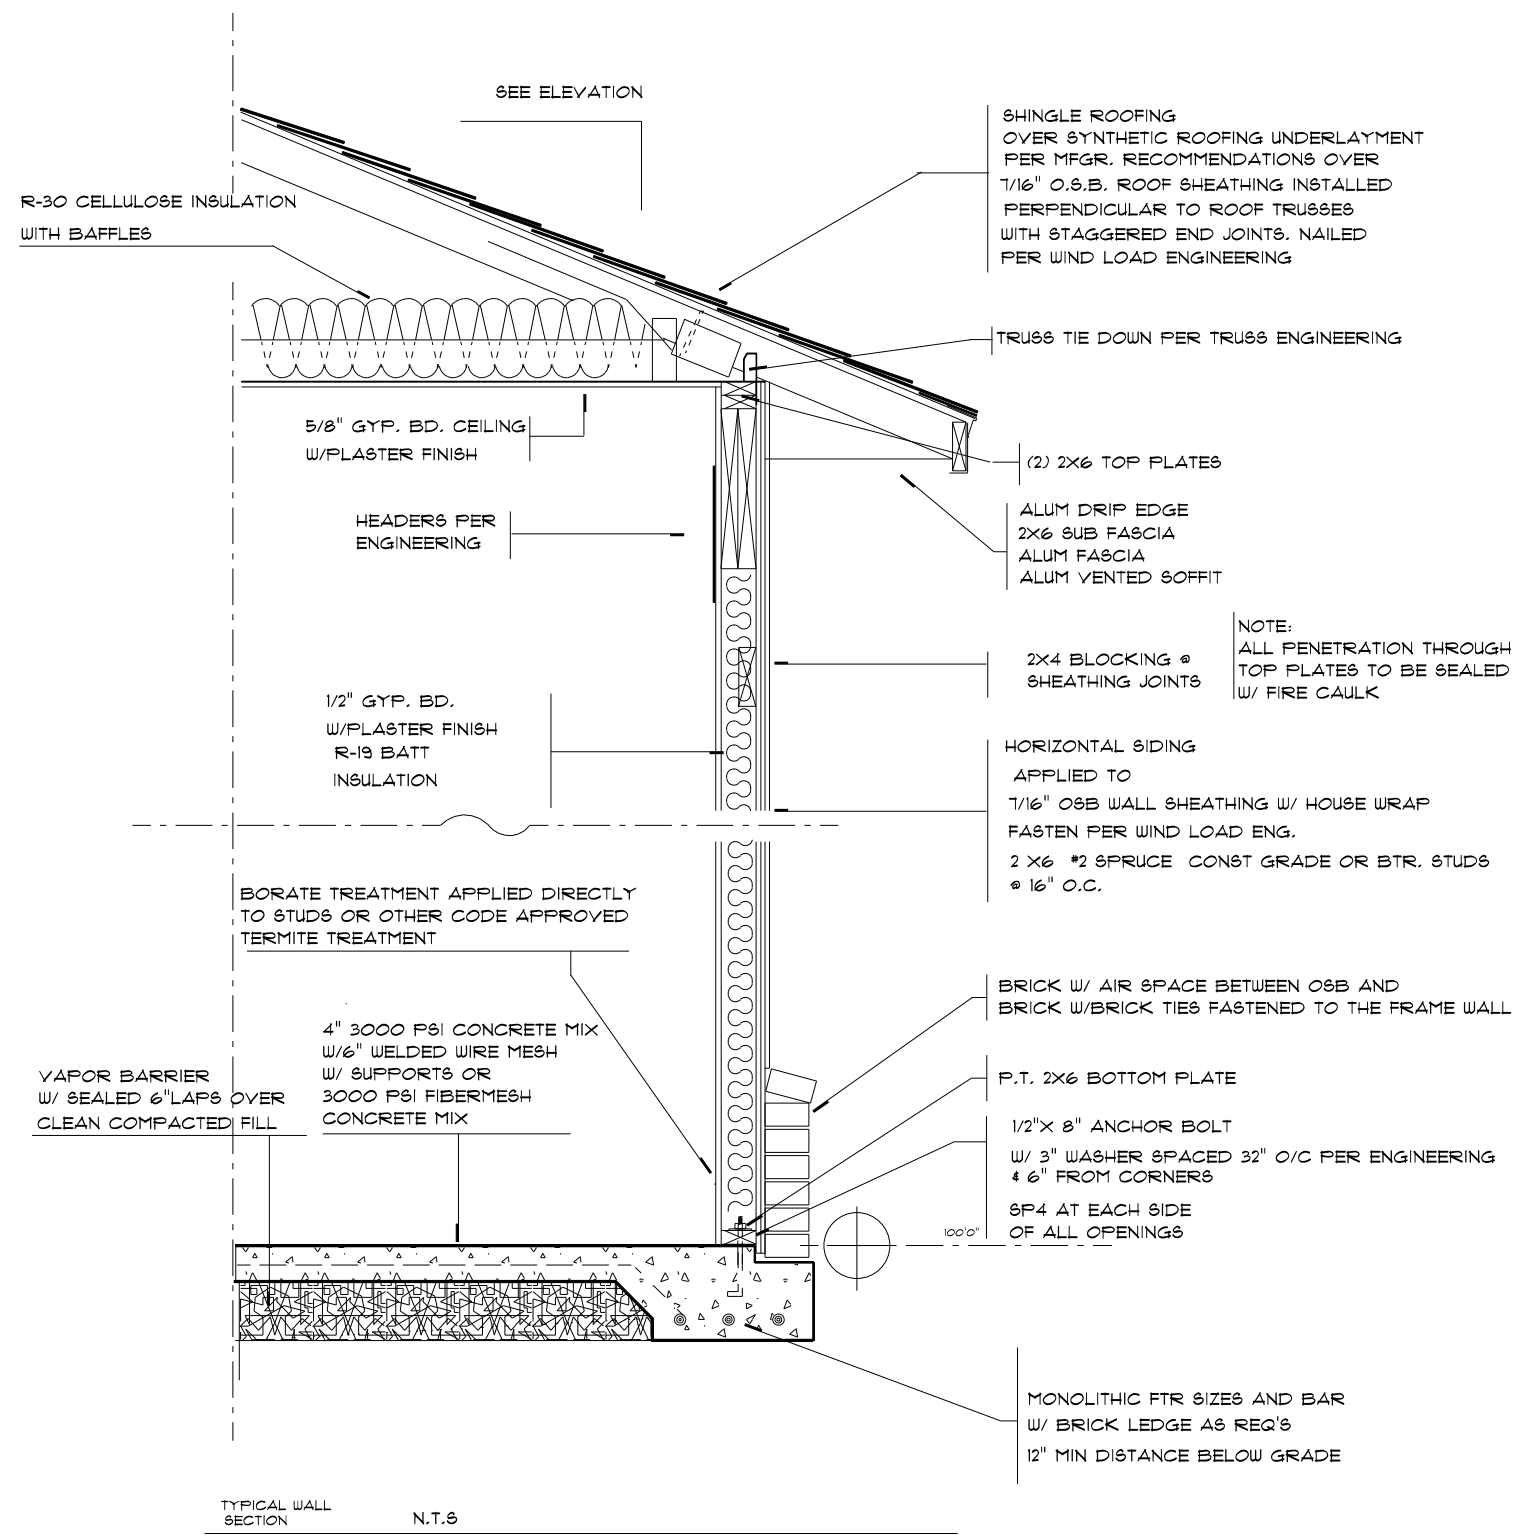 SEE ELEVATION
SHINGLE ROOFING
OVER SYNTHETIC ROOFING UNDERLAYMENT
PER MFGR. RECOMMENDATIONS OVER
7/16" O.S.B. ROOF SHEATHING INSTALLED
PERPENDICULAR TO ROOF TRUSSES
WITH STAGGERED END JOINTS. NAILED
PER WIND LOAD ENGINEERING
R-30 CELLULOSE INSULATION
WITH BAFFLES
TRUSS TIE DOWN PER TRUSS ENGINEERING
5/8" GYP. BD. CEILING
W/PLASTER FINISH
(2) 2X6 TOP PLATES
HEADERS PER
ENGINEERING
ALUM DRIP EDGE
2X6 SUB FASCIA
ALUM FASCIA
ALUM VENTED SOFFIT
NOTE:
ALL PENETRATION THROUGH
TOP PLATES TO BE SEALED
W/ FIRE CAULK
2X4 BLOCKING @
SHEATHING JOINTS
1/2" GYP. BD.
W/PLASTER FINISH
R-19 BATT
INSULATION
HORIZONTAL SIDING
APPLIED TO
7/16" OSB WALL SHEATHING W/ HOUSE WRAP
FASTEN PER WIND LOAD ENG.
2 X6 #2 SPRUCE CONST GRADE OR BTR. STUDS
@ 16" O.C.
BORATE TREATMENT APPLIED DIRECTLY
TO STUDS OR OTHER CODE APPROVED
TERMITE TREATMENT
BRICK W/ AIR SPACE BETWEEN OSB AND
BRICK W/BRICK TIES FASTENED TO THE FRAME WALL
4" 3000 PSI CONCRETE MIX
W/6" WELDED WIRE MESH
W/ SUPPORTS OR
3000 PSI FIBERMESH
CONCRETE MIX
VAPOR BARRIER
W/ SEALED 6"LAPS OVER
CLEAN COMPACTED FILL
P.T. 2X6 BOTTOM PLATE
1/2"X 8" ANCHOR BOLT
W/ 3" WASHER SPACED 32" O/C PER ENGINEERING
& 6" FROM CORNERS
SP4 AT EACH SIDE
OF ALL OPENINGS
100'0"
MONOLITHIC FTR SIZES AND BAR
W/ BRICK LEDGE AS REQ'S
12" MIN DISTANCE BELOW GRADE
TYPICAL WALL
SECTION
N.T.S